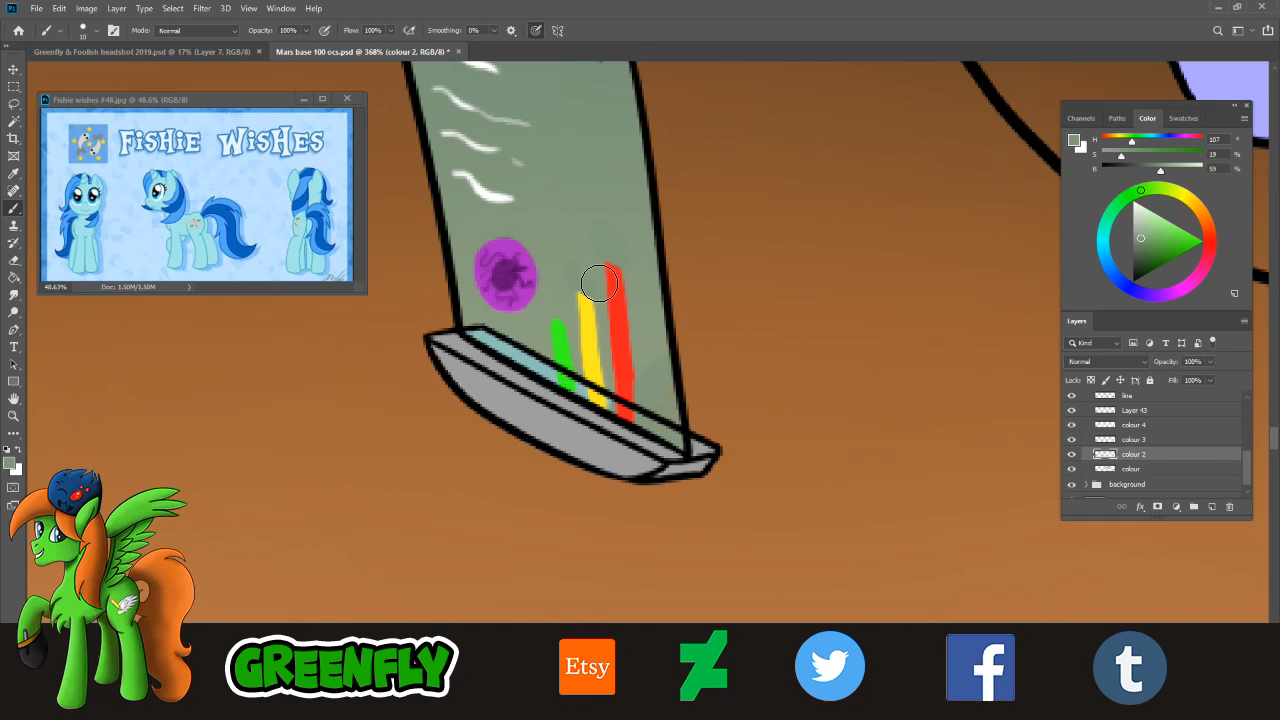 File Edit Image Layer Type Select Filter 3D View Window Help
Mode: Normal Opacity: 100% Flow: 100% Smoothing: 0%
Greenfly & Foolish headshot 2019.psd @ 17% (Layer 7, RGB/8) × Mars base 100 ocs.psd @ 368% (colour 2, RGB/8) * ×
Fishie wishes #48.jpg @ 48.6% (RGB/8)
FiSHiE WiSHES
48.63% Doc: 1.50M/1.50M
Channels Paths Color Swatches
H 107 °
S 19 %
B 59 %
Layers
Kind
Normal Opacity: 100%
Lock: Fill: 100%
line
Layer 43
colour 4
colour 3
colour 2
colour
background
fx
GREENFLY
Etsy
f
t